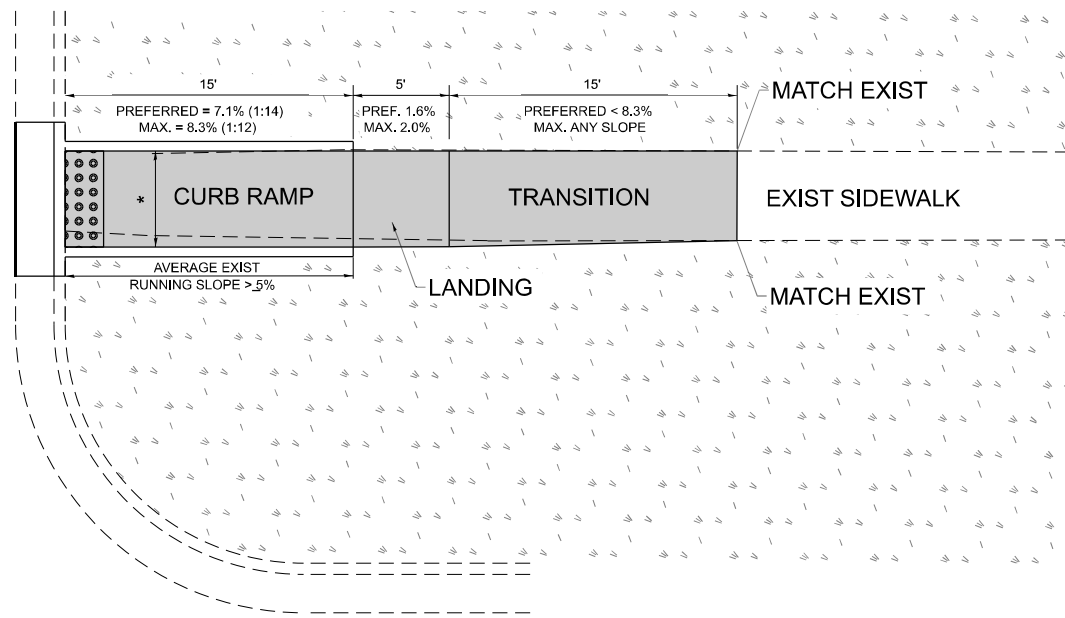 15'
5'
15'
PREFERRED = 7.1% (1:14)
MAX. = 8.3% (1:12)
PREF. 1.6%
MAX. 2.0%
PREFERRED < 8.3%
MAX. ANY SLOPE
MATCH EXIST
*
CURB RAMP
TRANSITION
EXIST SIDEWALK
AVERAGE EXIST
RUNNING SLOPE > 5%
LANDING
MATCH EXIST